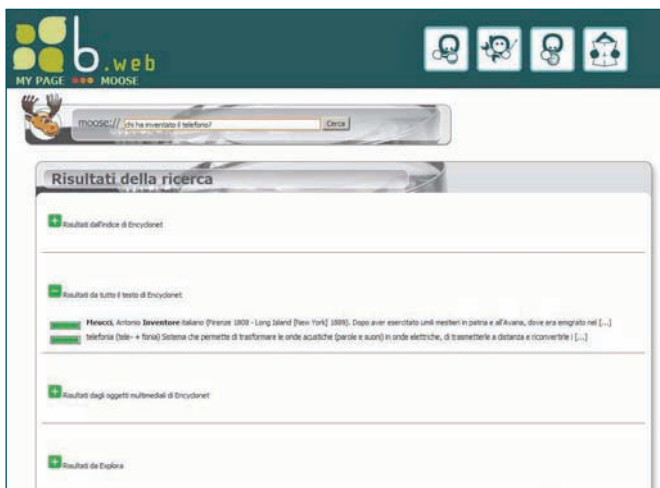 b.web
MY PAGE MOOSE
moose:// chi ha inventato il telefono? Cerca
Risultati della ricerca
Risultati dall'indice di Encyclonet
Risultati da tutto il testo di Encyclonet
Meucci, Antonio Inventore italiano (Firenze 1808 - Long Island [New York] 1889). Dopo aver esercitato umili mestieri in patria e all'Avana, dove era emigrato nel [...]
telefonia (tele- + fonia) Sistema che permette di trasformare le onde acustiche (parole e suoni) in onde elettriche, di trasmetterle a distanza e riconvertirle i [...]
Risultati dagli oggetti multimediali di Encyclonet
Risultati da Explora